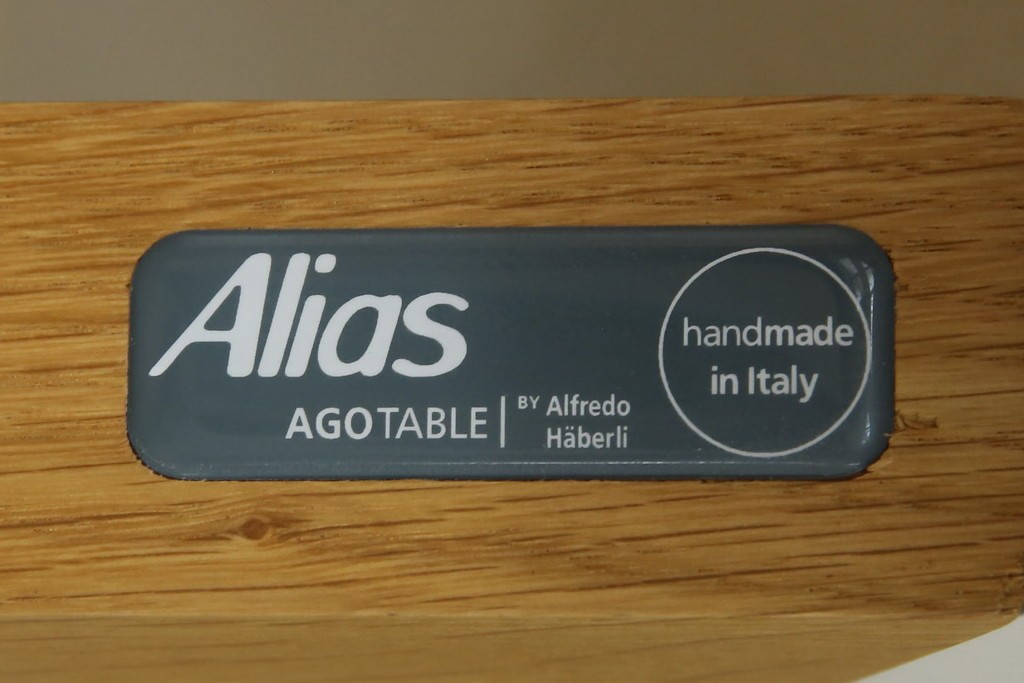 Alias
AGOTABLE
BY Alfredo
Häberli
handmade
in Italy